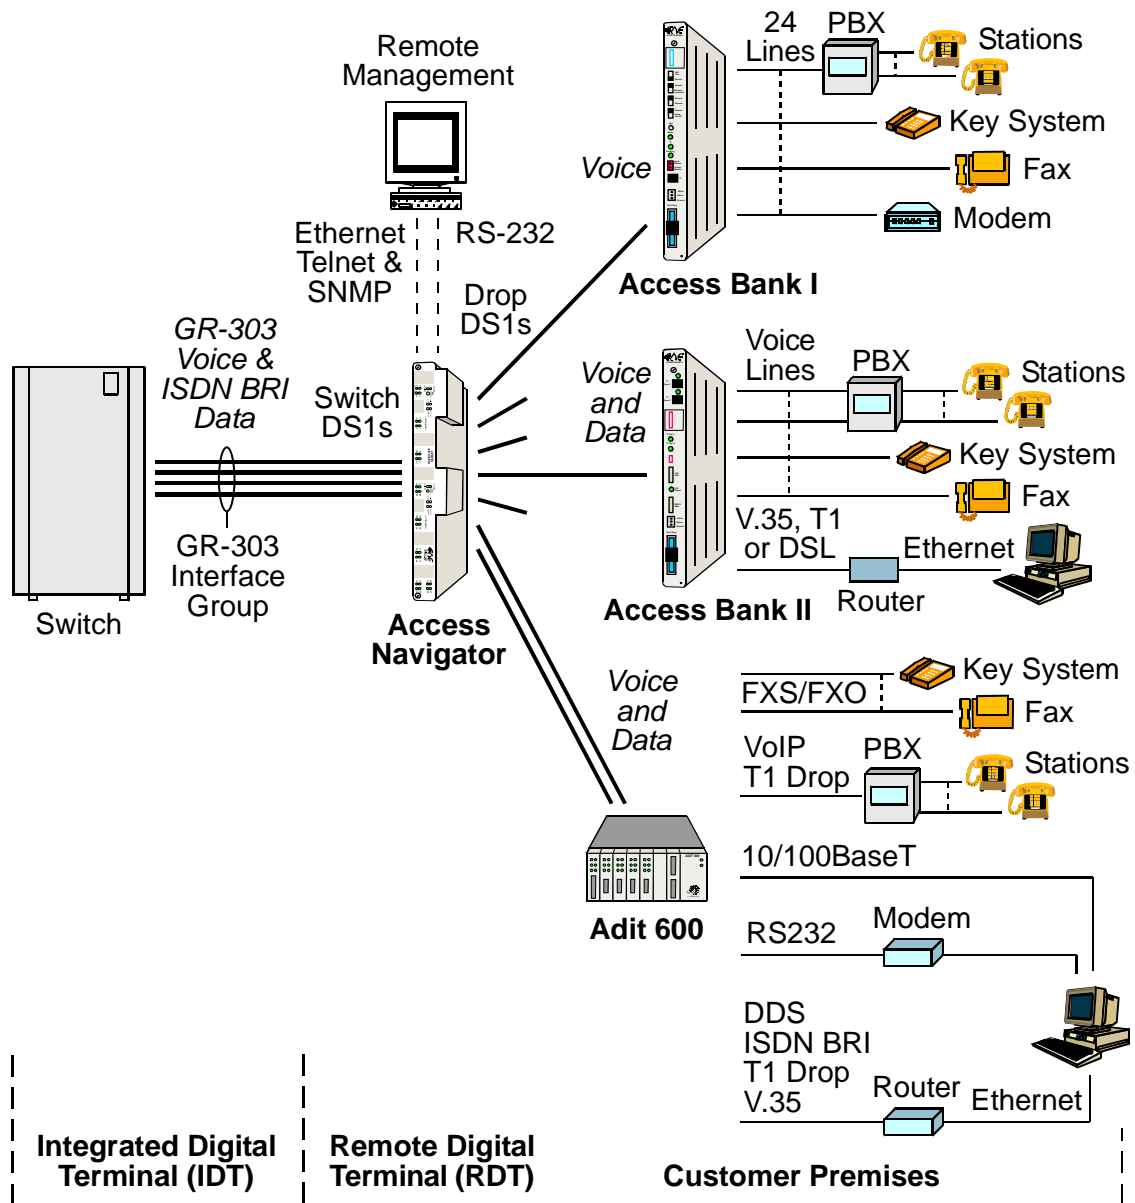 Remote
Management
Ethernet
Telnet &
SNMP
RS-232
Drop
DS1s
GR-303
Voice &
ISDN BRI
Data
Switch
DS1s
GR-303
Interface
Group
Switch
Access
Navigator
Voice
Access Bank I
24
Lines
PBX
Stations
Key System
Fax
Modem
Voice
and
Data
Access Bank II
Voice
Lines
PBX
Stations
Key System
Fax
V.35, T1
or DSL
Router
Ethernet
Voice
and
Data
Adit 600
ADIT 600
FXS/FXO
Key System
Fax
VoIP
T1 Drop
PBX
Stations
10/100BaseT
RS232
Modem
DDS
ISDN BRI
T1 Drop
V.35
Router
Ethernet
Integrated Digital
Terminal (IDT)
Remote Digital
Terminal (RDT)
Customer Premises